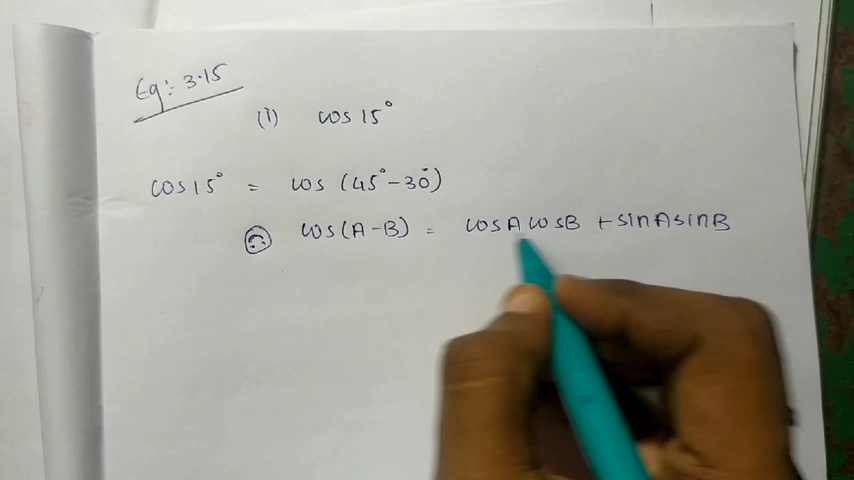 Eg: 3.15
(I) cos 15°
cos 15° = cos (45° - 30°)
∵ cos(A - B) = cosA cosB + sinA sinB